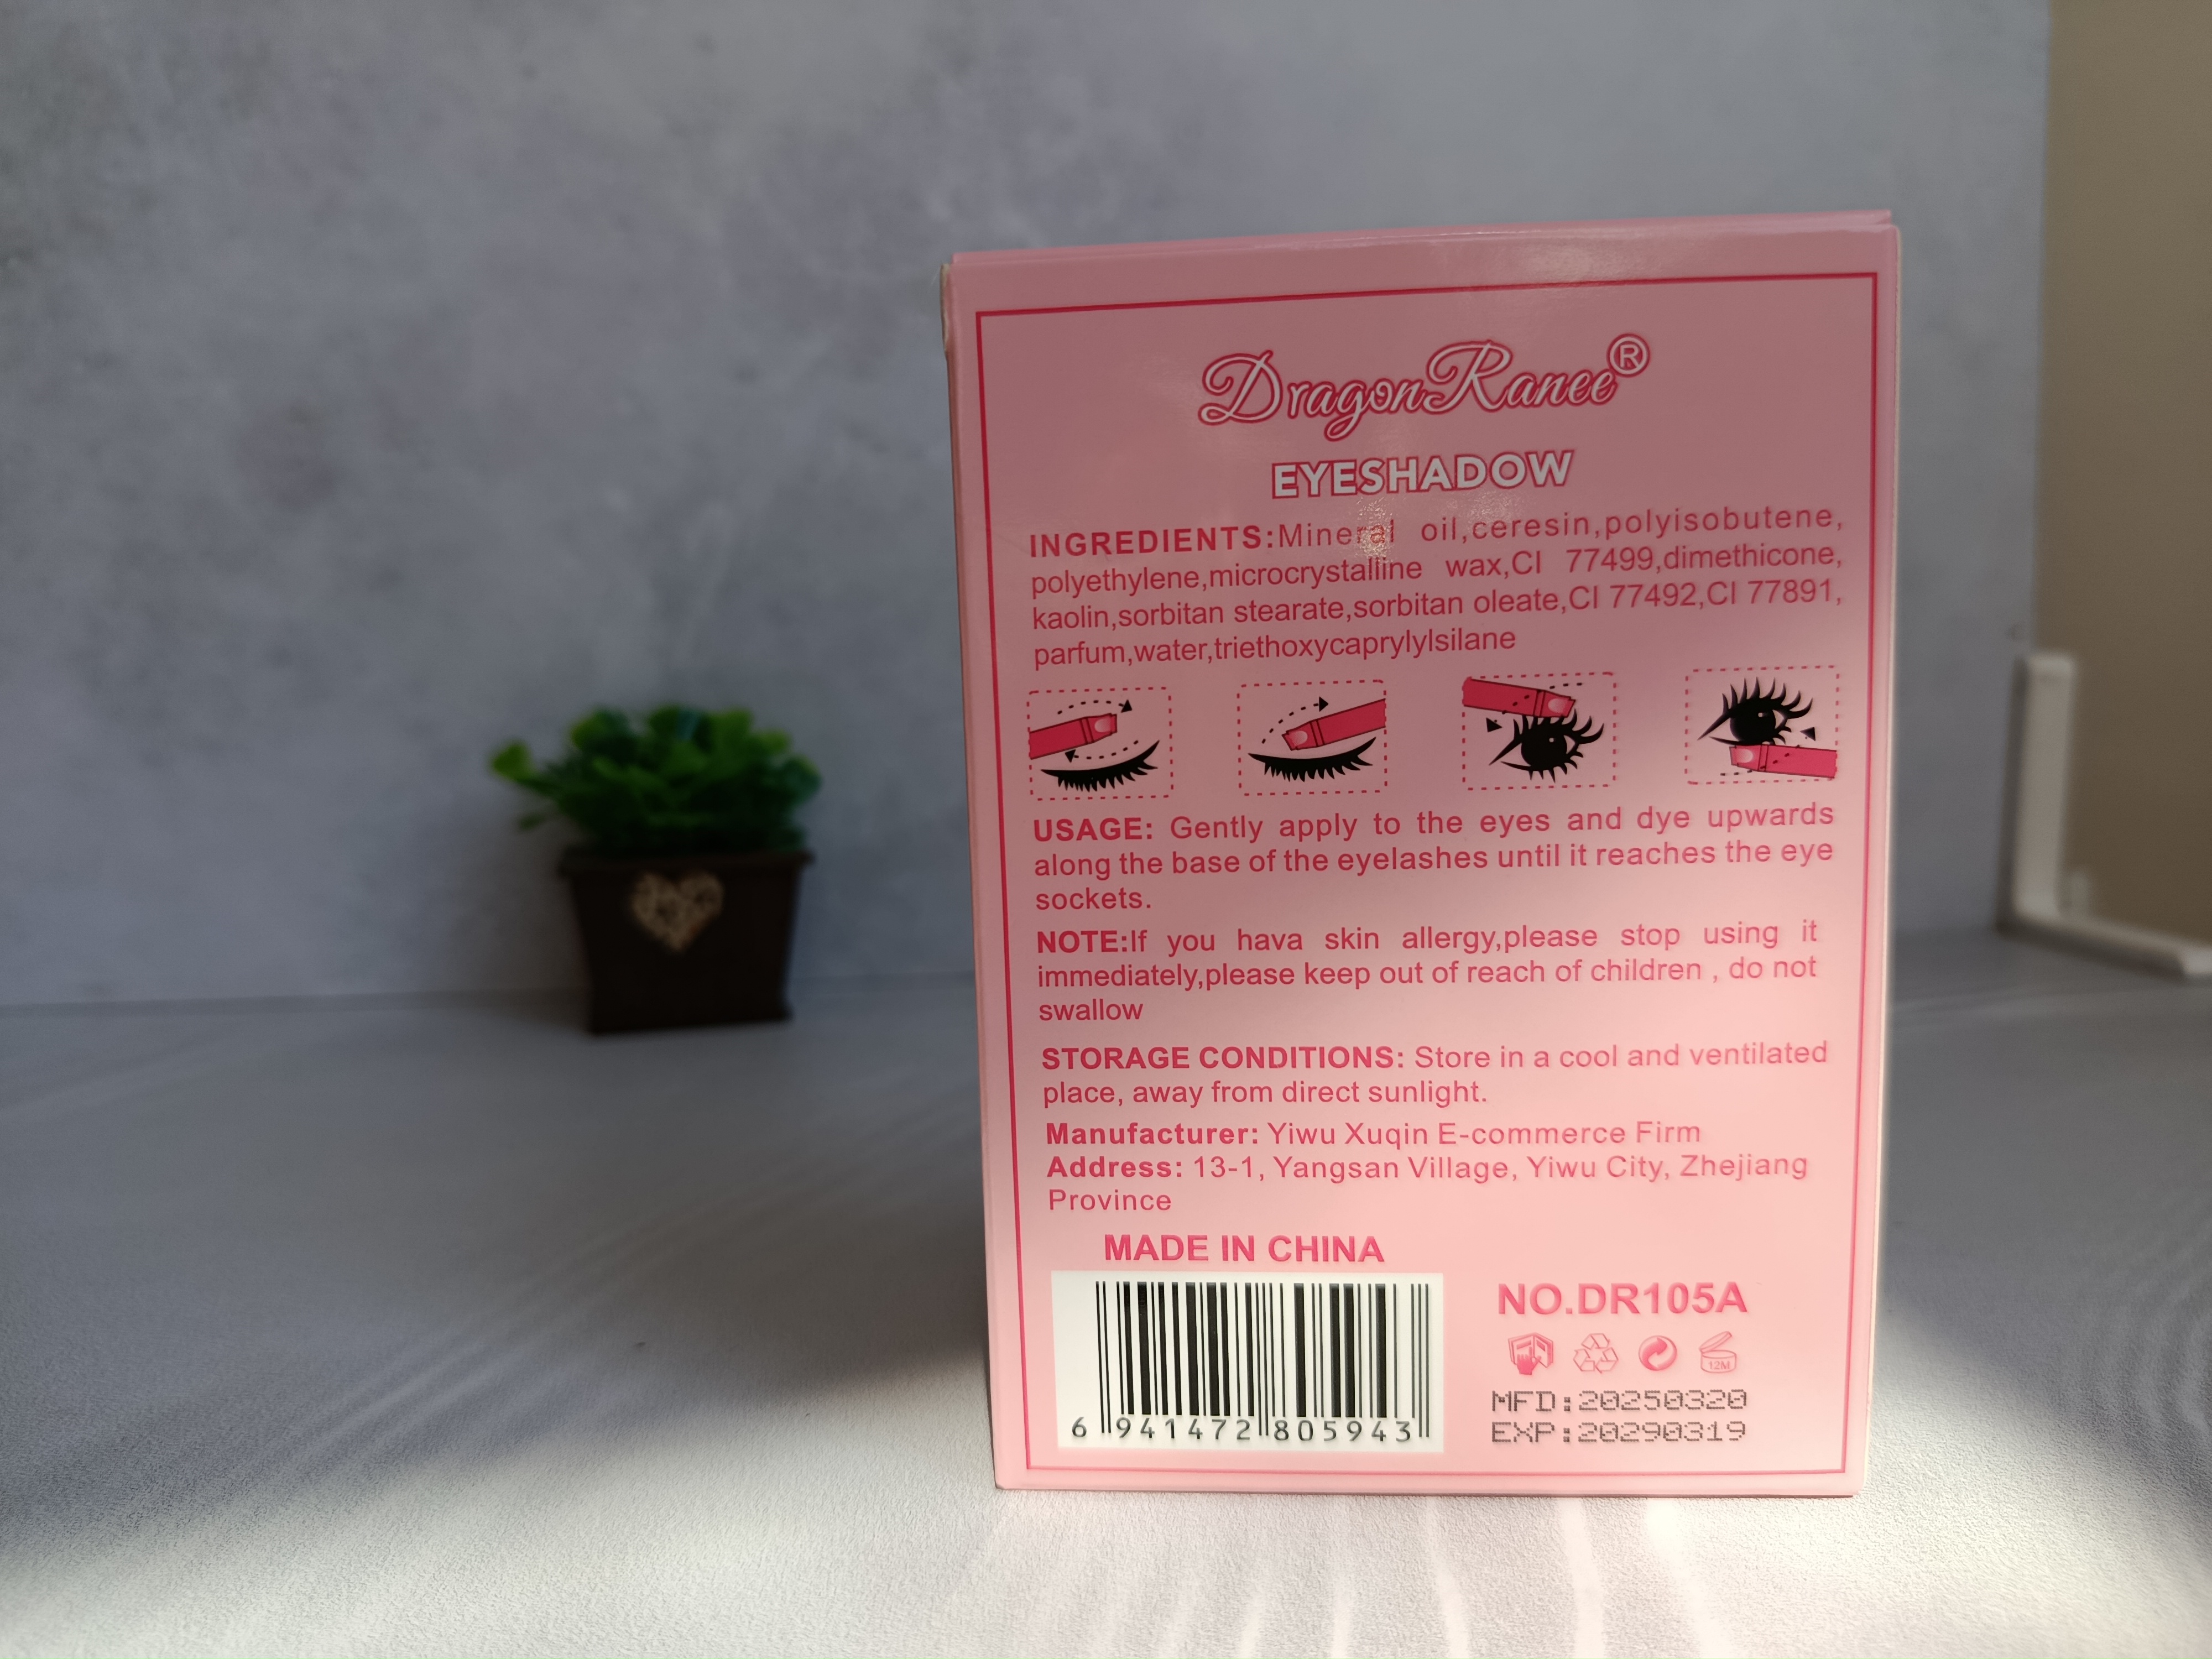 DragonRanee®
EYESHADOW
INGREDIENTS:Mineral oil,ceresin,polyisobutene,
polyethylene,microcrystalline wax,CI 77499,dimethicone,
kaolin,sorbitan stearate,sorbitan oleate,CI 77492,CI 77891,
parfum,water,triethoxycaprylylsilane
USAGE: Gently apply to the eyes and dye upwards
along the base of the eyelashes until it reaches the eye
sockets.
NOTE:If you hava skin allergy,please stop using it
immediately,please keep out of reach of children , do not
swallow
STORAGE CONDITIONS: Store in a cool and ventilated
place, away from direct sunlight.
Manufacturer: Yiwu Xuqin E-commerce Firm
Address: 13-1, Yangsan Village, Yiwu City, Zhejiang
Province
MADE IN CHINA
6 941472 805943
NO.DR105A
12M
MFD:20250320
EXP:20290319